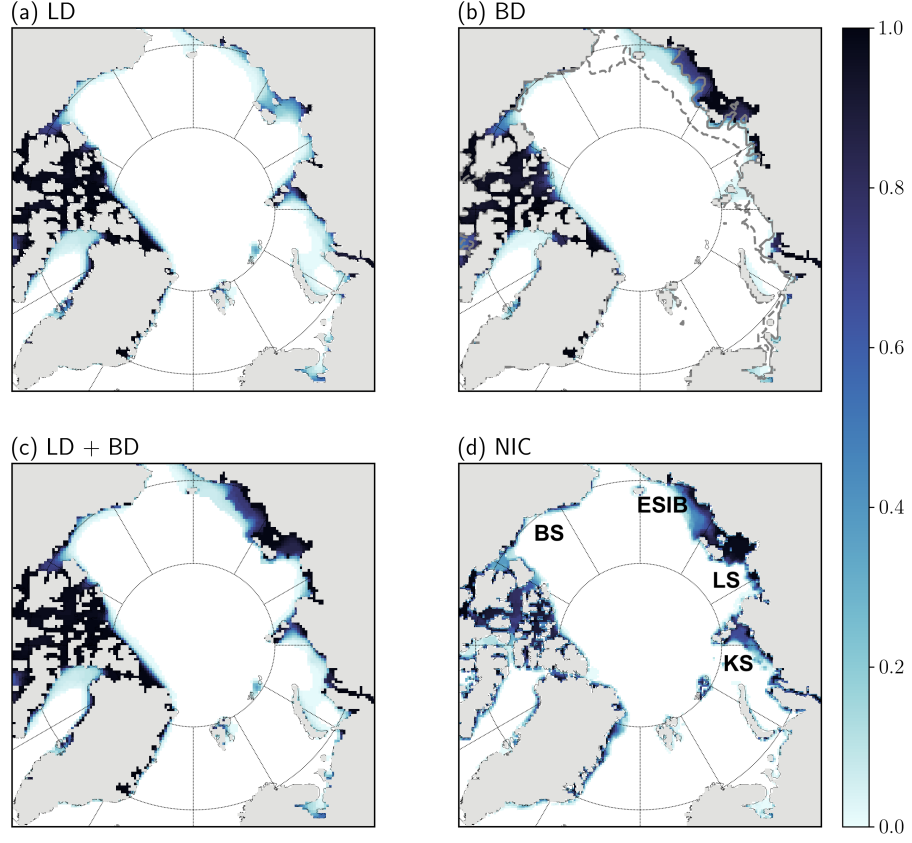 (a) LD
(b) BD
1.0
0.8
0.6
0.4
0.2
0.0
(c) LD + BD
(d) NIC
ESIB
BS
LS
KS